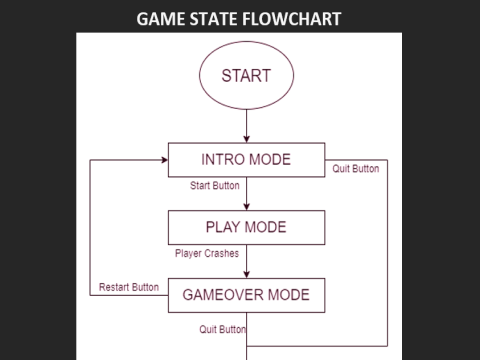 GAME STATE FLOWCHART
START
INTRO MODE
Quit Button
Start Button
PLAY MODE
Player Crashes
Restart Button
GAMEOVER MODE
Quit Button